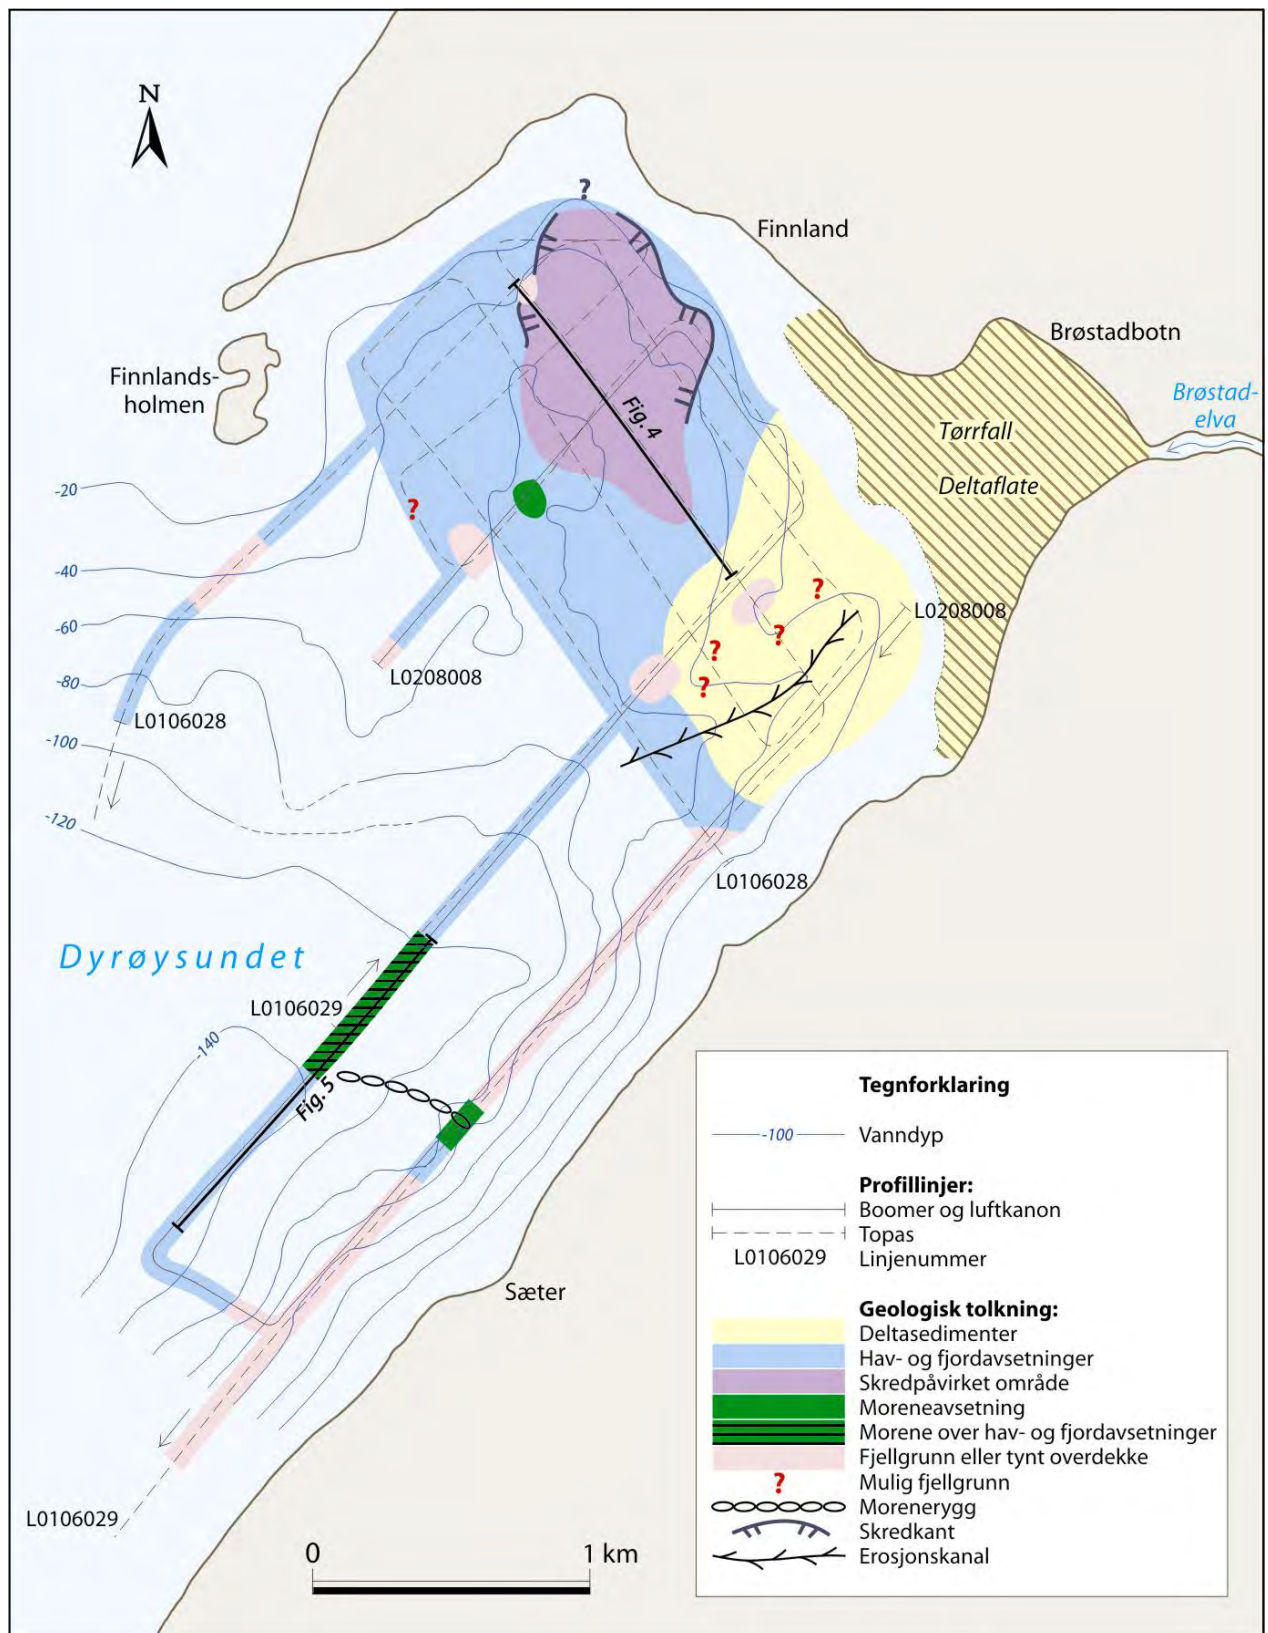 N
?
Finnland
Brøstadbotn
Finnlands-
holmen
Brøstad-
elva
Fig. 4
Tørrfall
Deltaflate
-20
?
-40
?
L0208008
-60
?
?
L0208008
-80
?
L0106028
-100
-120
L0106028
Dyrøysundet
L0106029
-140
Fig. 5
Sæter
L0106029
0
1 km
Tegnforklaring
-100
Vanndyp
Profillinjer:
Boomer og luftkanon
Topas
L0106029 Linjenummer
Geologisk tolkning:
Deltasedimenter
Hav- og fjordavsetninger
Skredpåvirket område
Moreneavsetning
Morene over hav- og fjordavsetninger
Fjellgrunn eller tynt overdekke
? Mulig fjellgrunn
Morenerygg
Skredkant
Erosjonskanal